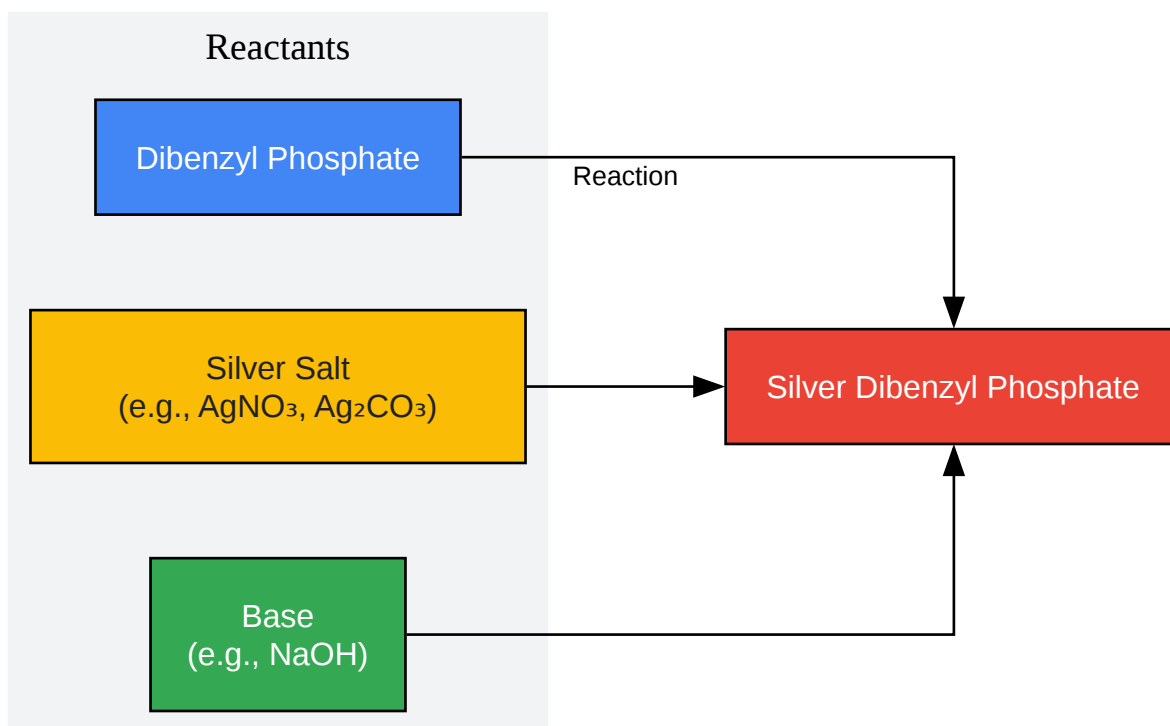 Reactants
Dibenzyl Phosphate
Reaction
Silver Salt
(e.g., AgNO₃, Ag₂CO₃)
Silver Dibenzyl Phosphate
Base
(e.g., NaOH)